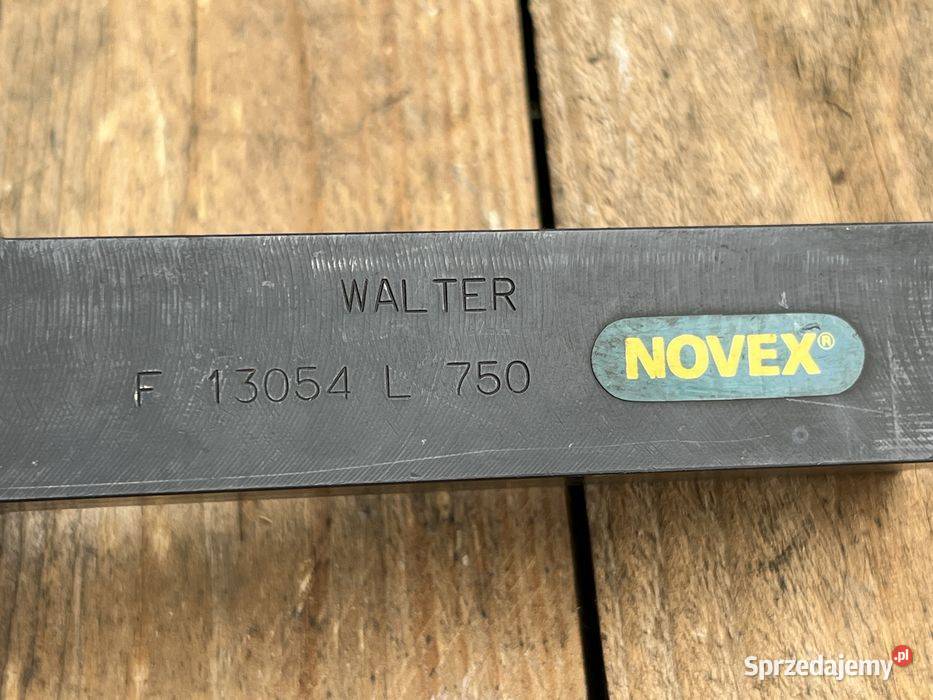 WALTER
NOVEX®
F 13054 L 750
Sprzedajemy.pl